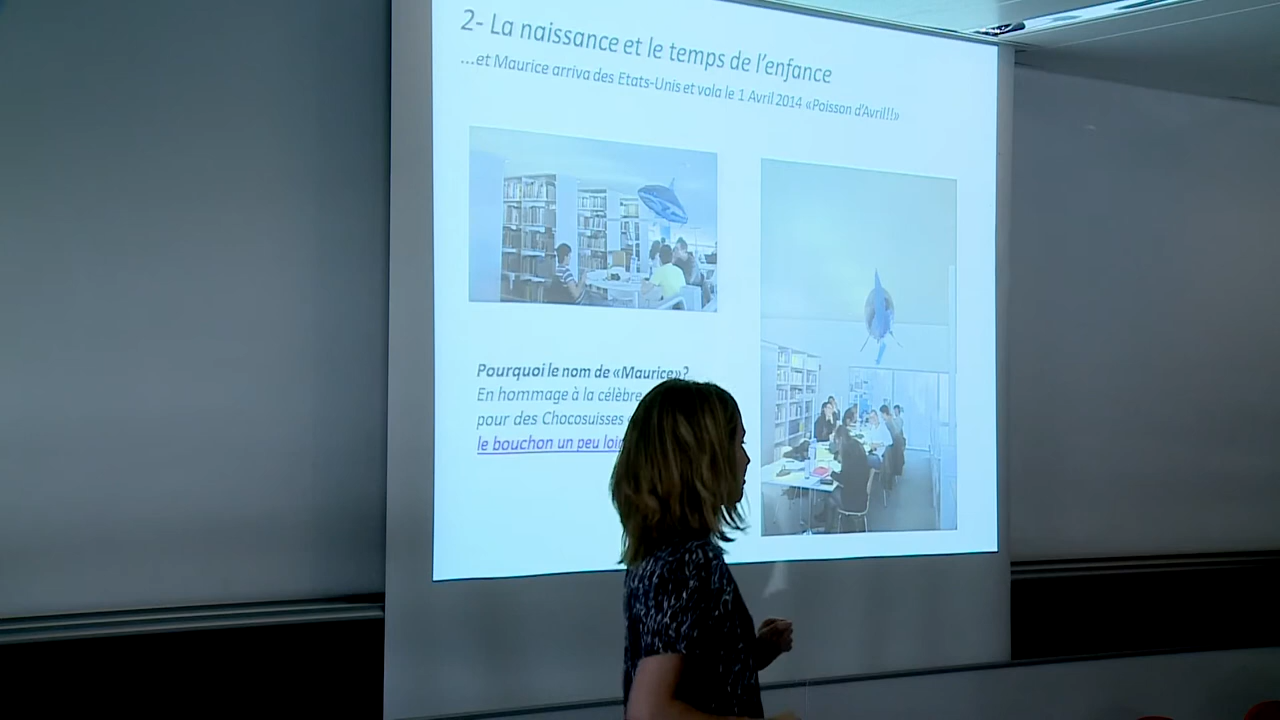 2- La naissance et le temps de l'enfance
...et Maurice arriva des Etats-Unis et vola le 1 Avril 2014 «Poisson d'Avril!!»
Pourquoi le nom de «Maurice»?
En hommage à la célèbre
pour des Chocosuisses
le bouchon un peu loin